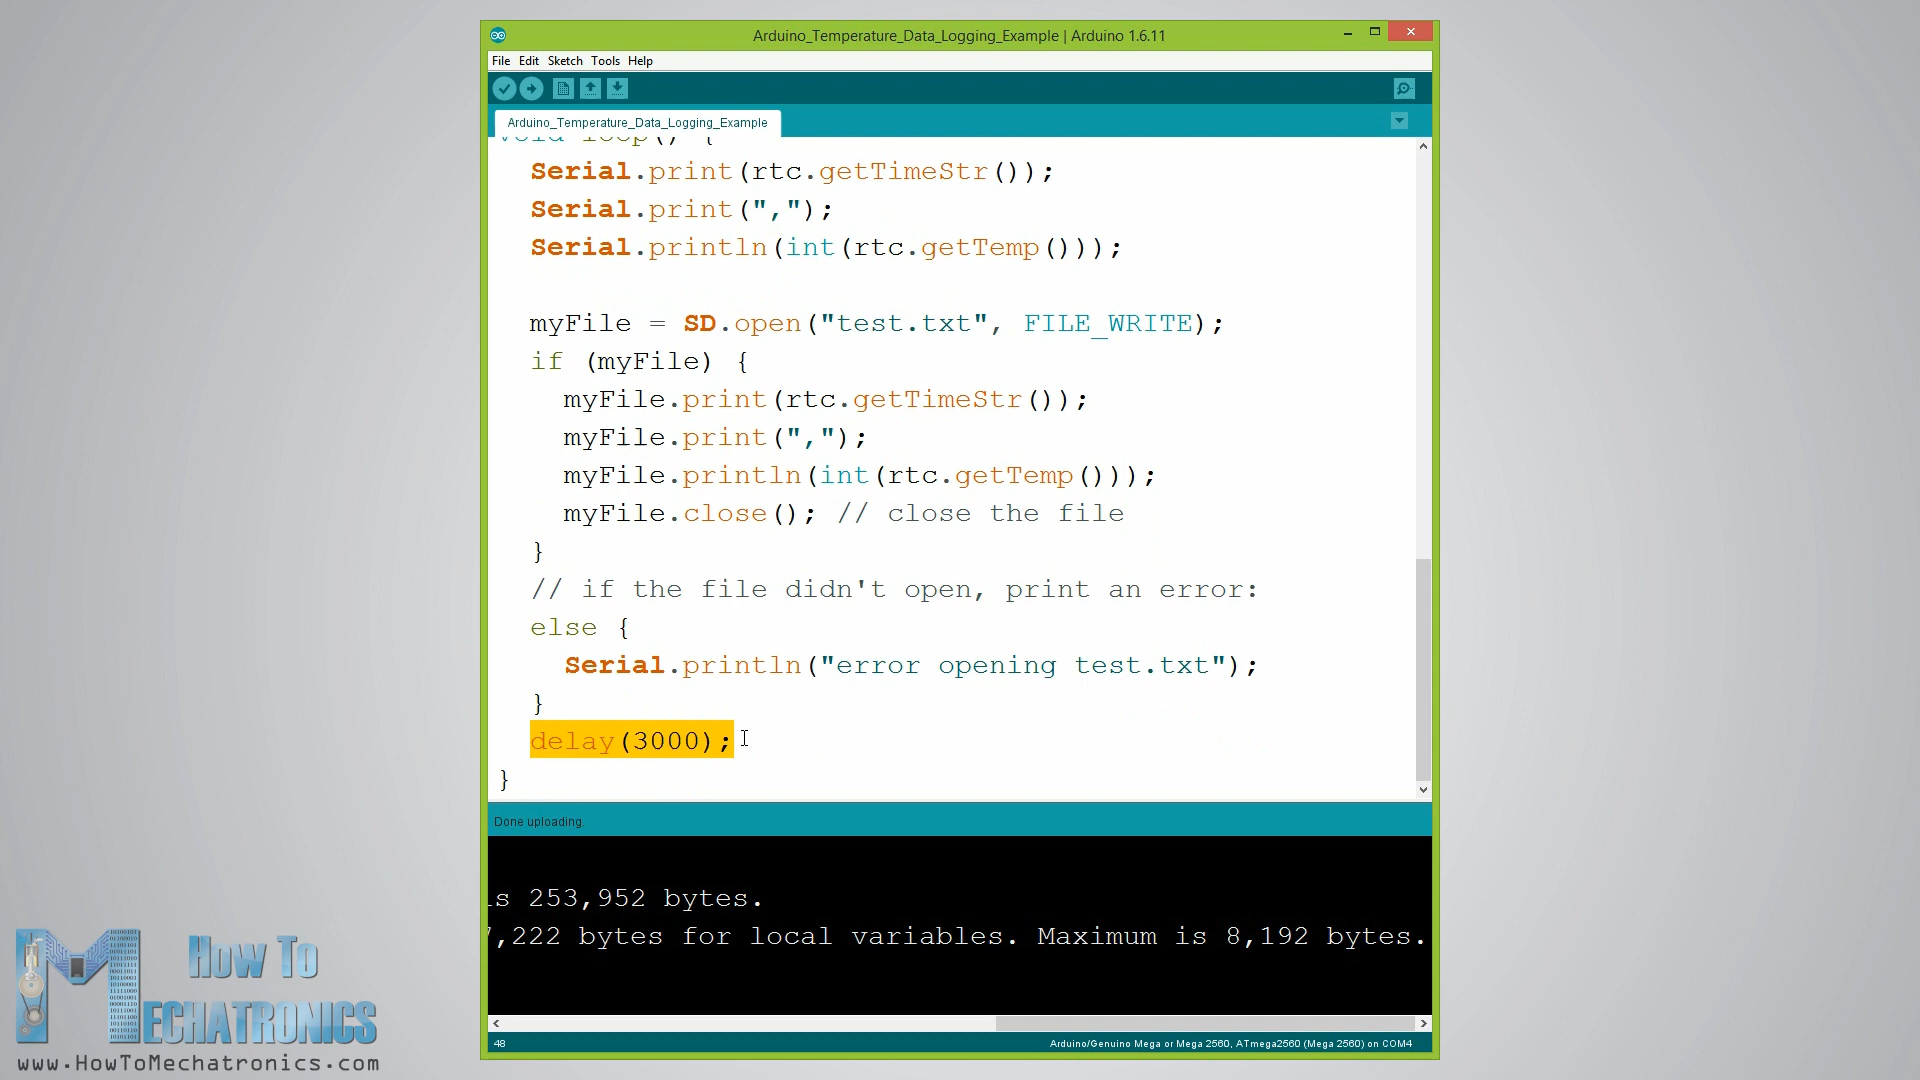 Arduino_Temperature_Data_Logging_Example | Arduino 1.6.11
File Edit Sketch Tools Help
Arduino_Temperature_Data_Logging_Example
void loop() {
Serial.print(rtc.getTimeStr());
Serial.print(",");
Serial.println(int(rtc.getTemp()));
myFile = SD.open("test.txt", FILE_WRITE);
if (myFile) {
myFile.print(rtc.getTimeStr());
myFile.print(",");
myFile.println(int(rtc.getTemp()));
myFile.close(); // close the file
}
// if the file didn't open, print an error:
else {
Serial.println("error opening test.txt");
}
delay(3000);
}
Done uploading.
is 253,952 bytes.
7,222 bytes for local variables. Maximum is 8,192 bytes.
48
Arduino/Genuino Mega or Mega 2560, ATmega2560 (Mega 2560) on COM4
How To
MECHATRONICS
www.HowToMechatronics.com